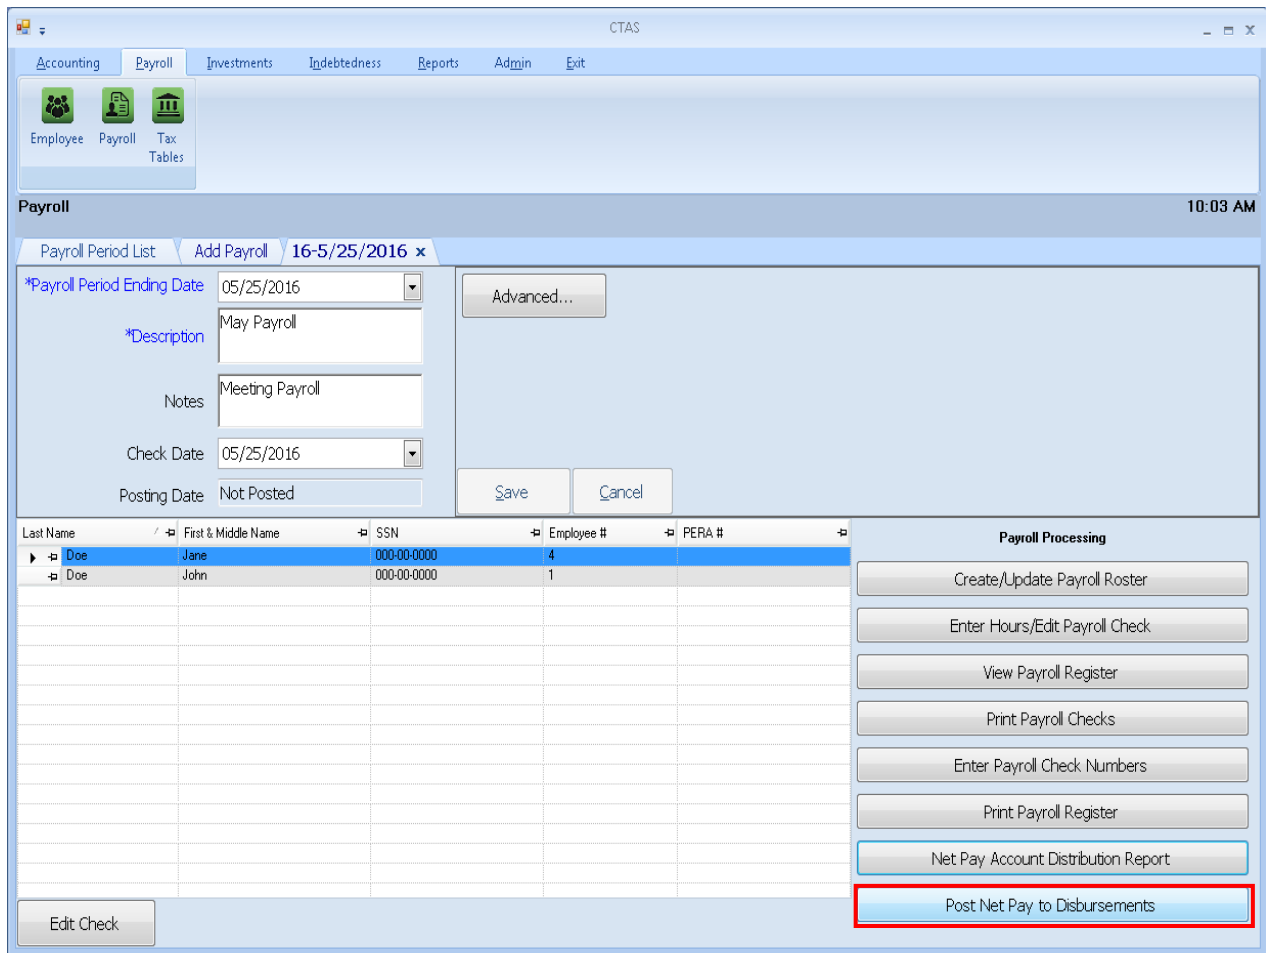 CTAS
Accounting Payroll Investments Indebtedness Reports Admin Exit
Employee Payroll Tax Tables
Payroll 10:03 AM
Payroll Period List Add Payroll 16-5/25/2016 x
*Payroll Period Ending Date 05/25/2016 Advanced...
*Description May Payroll
Notes Meeting Payroll
Check Date 05/25/2016
Posting Date Not Posted Save Cancel
Last Name First & Middle Name SSN Employee # PERA #
Doe Jane 000-00-0000 4
Doe John 000-00-0000 1
Payroll Processing
Create/Update Payroll Roster
Enter Hours/Edit Payroll Check
View Payroll Register
Print Payroll Checks
Enter Payroll Check Numbers
Print Payroll Register
Net Pay Account Distribution Report
Post Net Pay to Disbursements
Edit Check